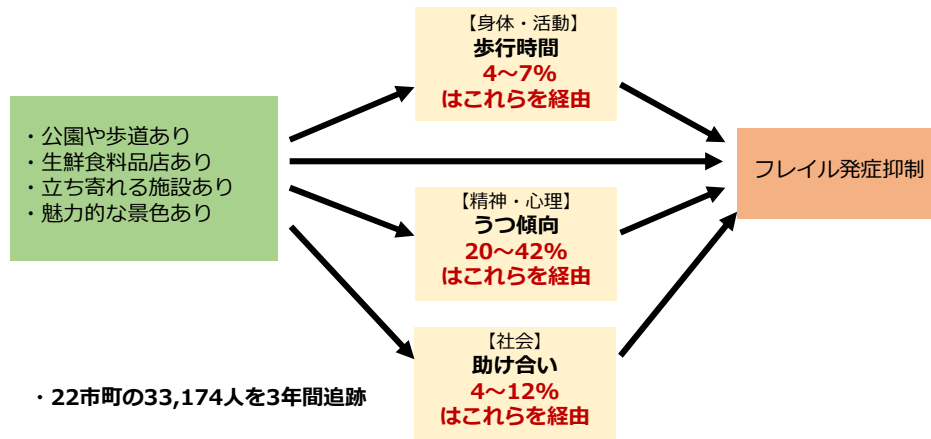 【身体・活動】
歩行時間
4～7%
はこれらを経由
・公園や歩道あり
・生鮮食料品店あり
・立ち寄れる施設あり
・魅力的な景色あり
フレイル発症抑制
【精神・心理】
うつ傾向
20～42%
はこれらを経由
【社会】
助け合い
4～12%
はこれらを経由
・22市町の33,174人を3年間追跡